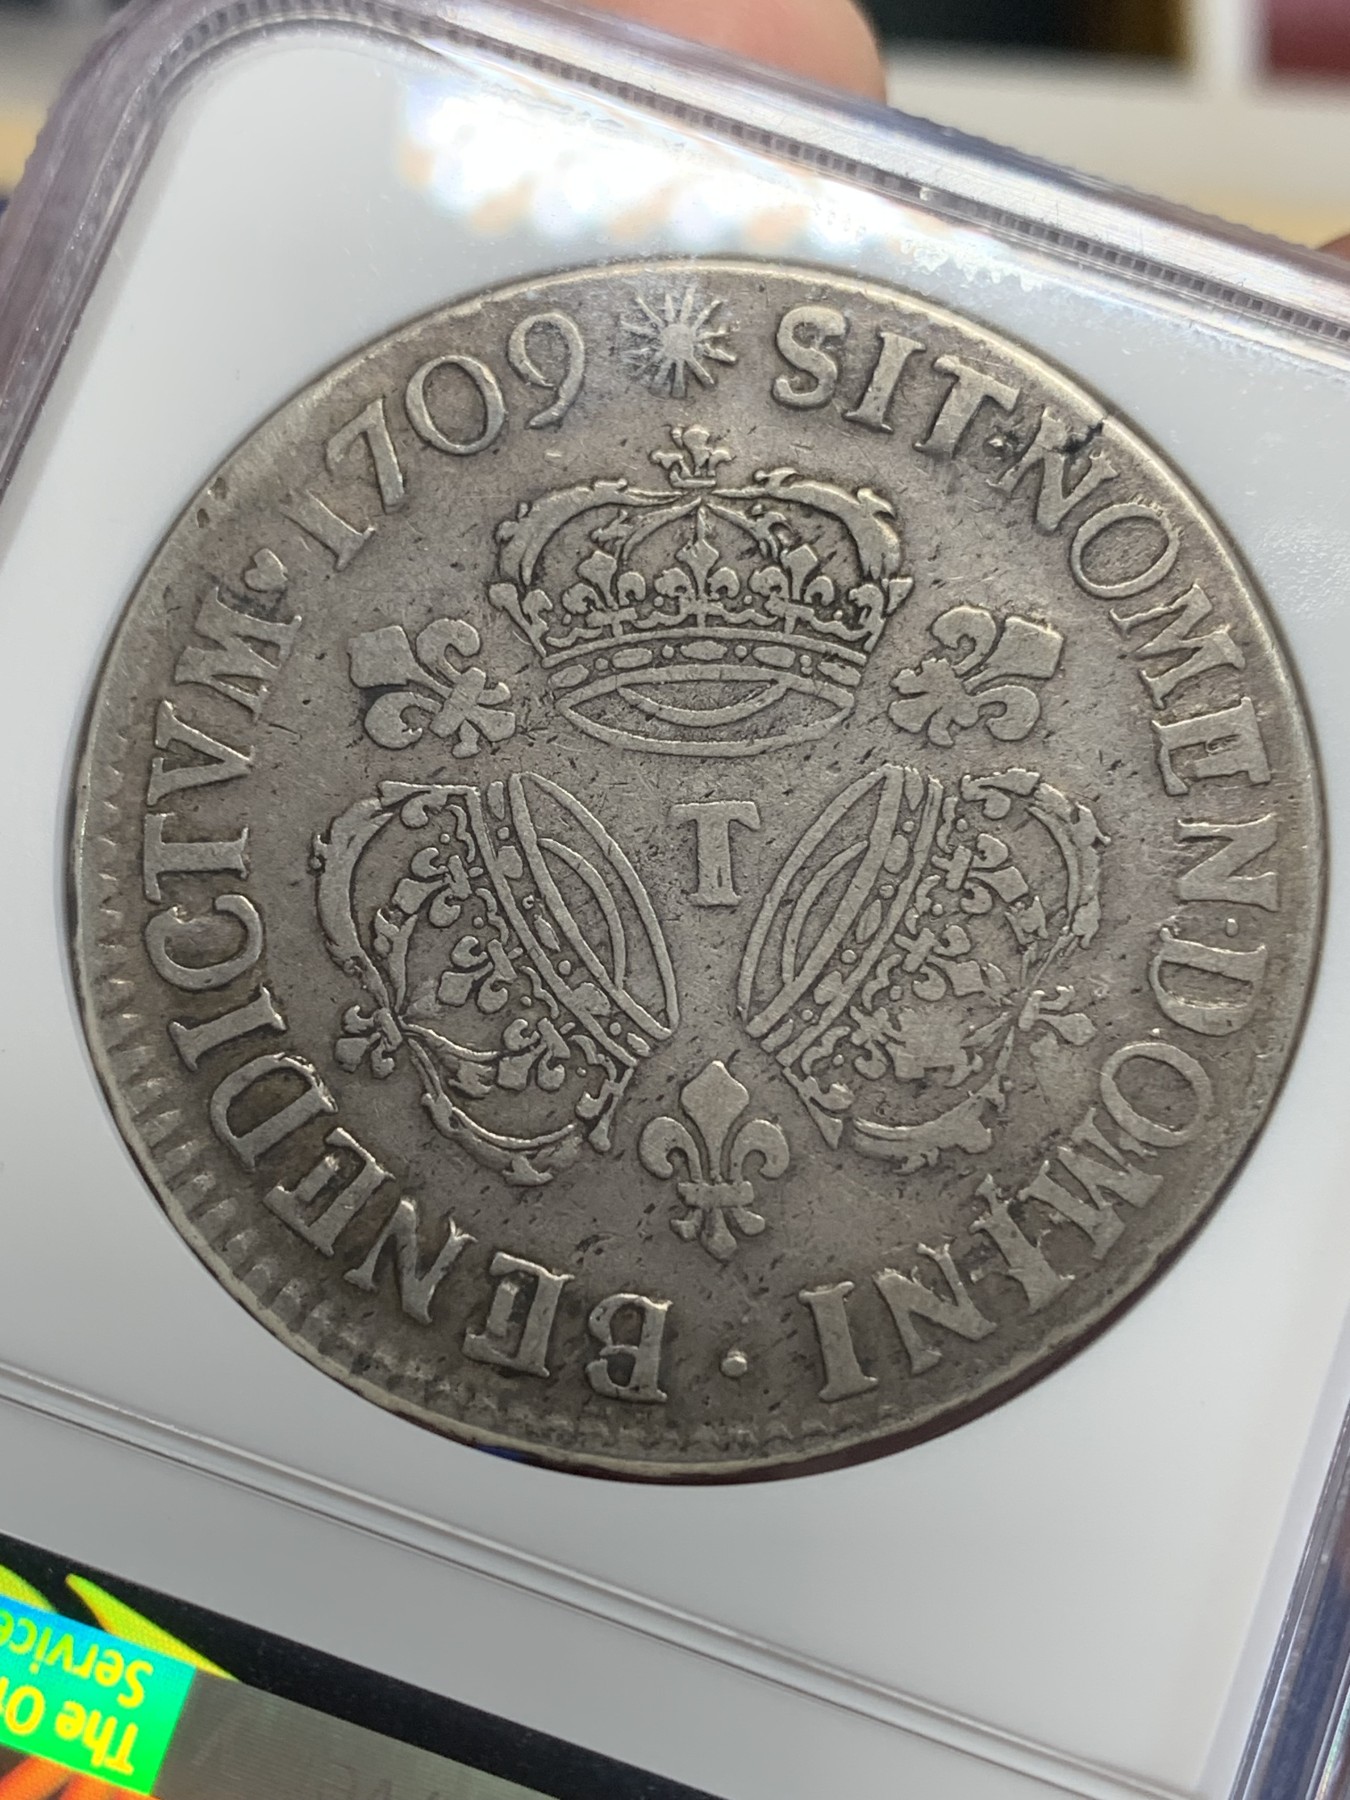 SIT·NOMEN·DOMINI · BENEDICTVM · 1709
T
The
Service